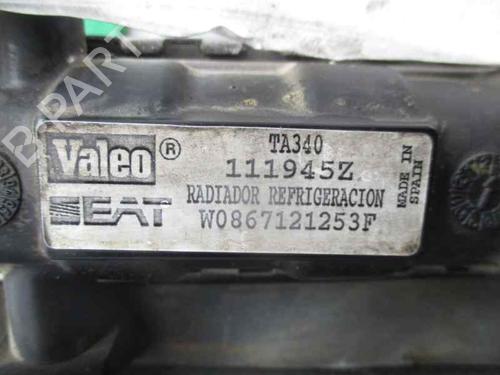 B-PART
Valeo®
TA340
111945Z
RADIADOR REFRIGERACION
SEAT
W0867121253F
MADE IN
SPAIN